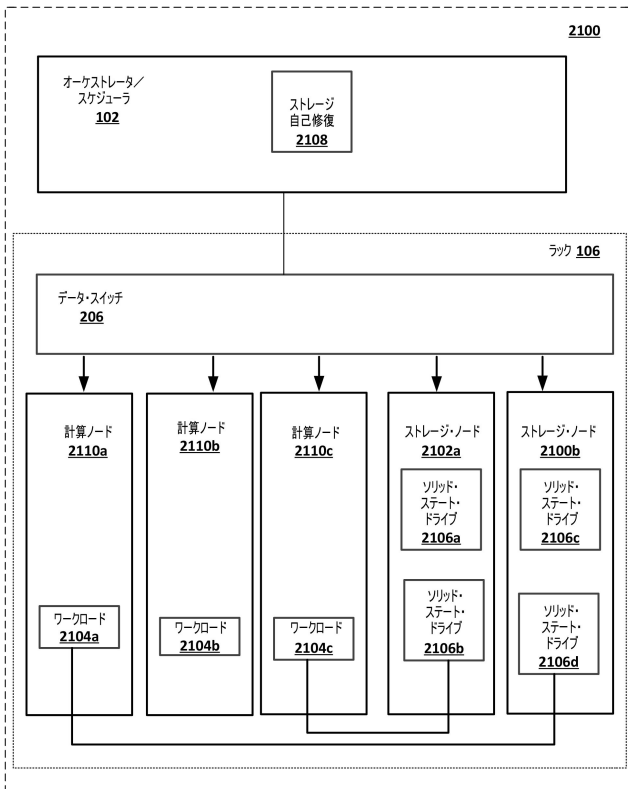 2100
オーケストレータ/
スケジューラ
102
ストレージ
自己修復
2108
ラック 106
データ・スイッチ
206
計算ノード
2110a
ワークロード
2104a
計算ノード
2110b
ワークロード
2104b
計算ノード
2110c
ワークロード
2104c
ストレージ・ノード
2102a
ソリッド・
ステート・
ドライブ
2106a
ソリッド・
ステート・
ドライブ
2106b
ストレージ・ノード
2100b
ソリッド・
ステート・
ドライブ
2106c
ソリッド・
ステート・
ドライブ
2106d